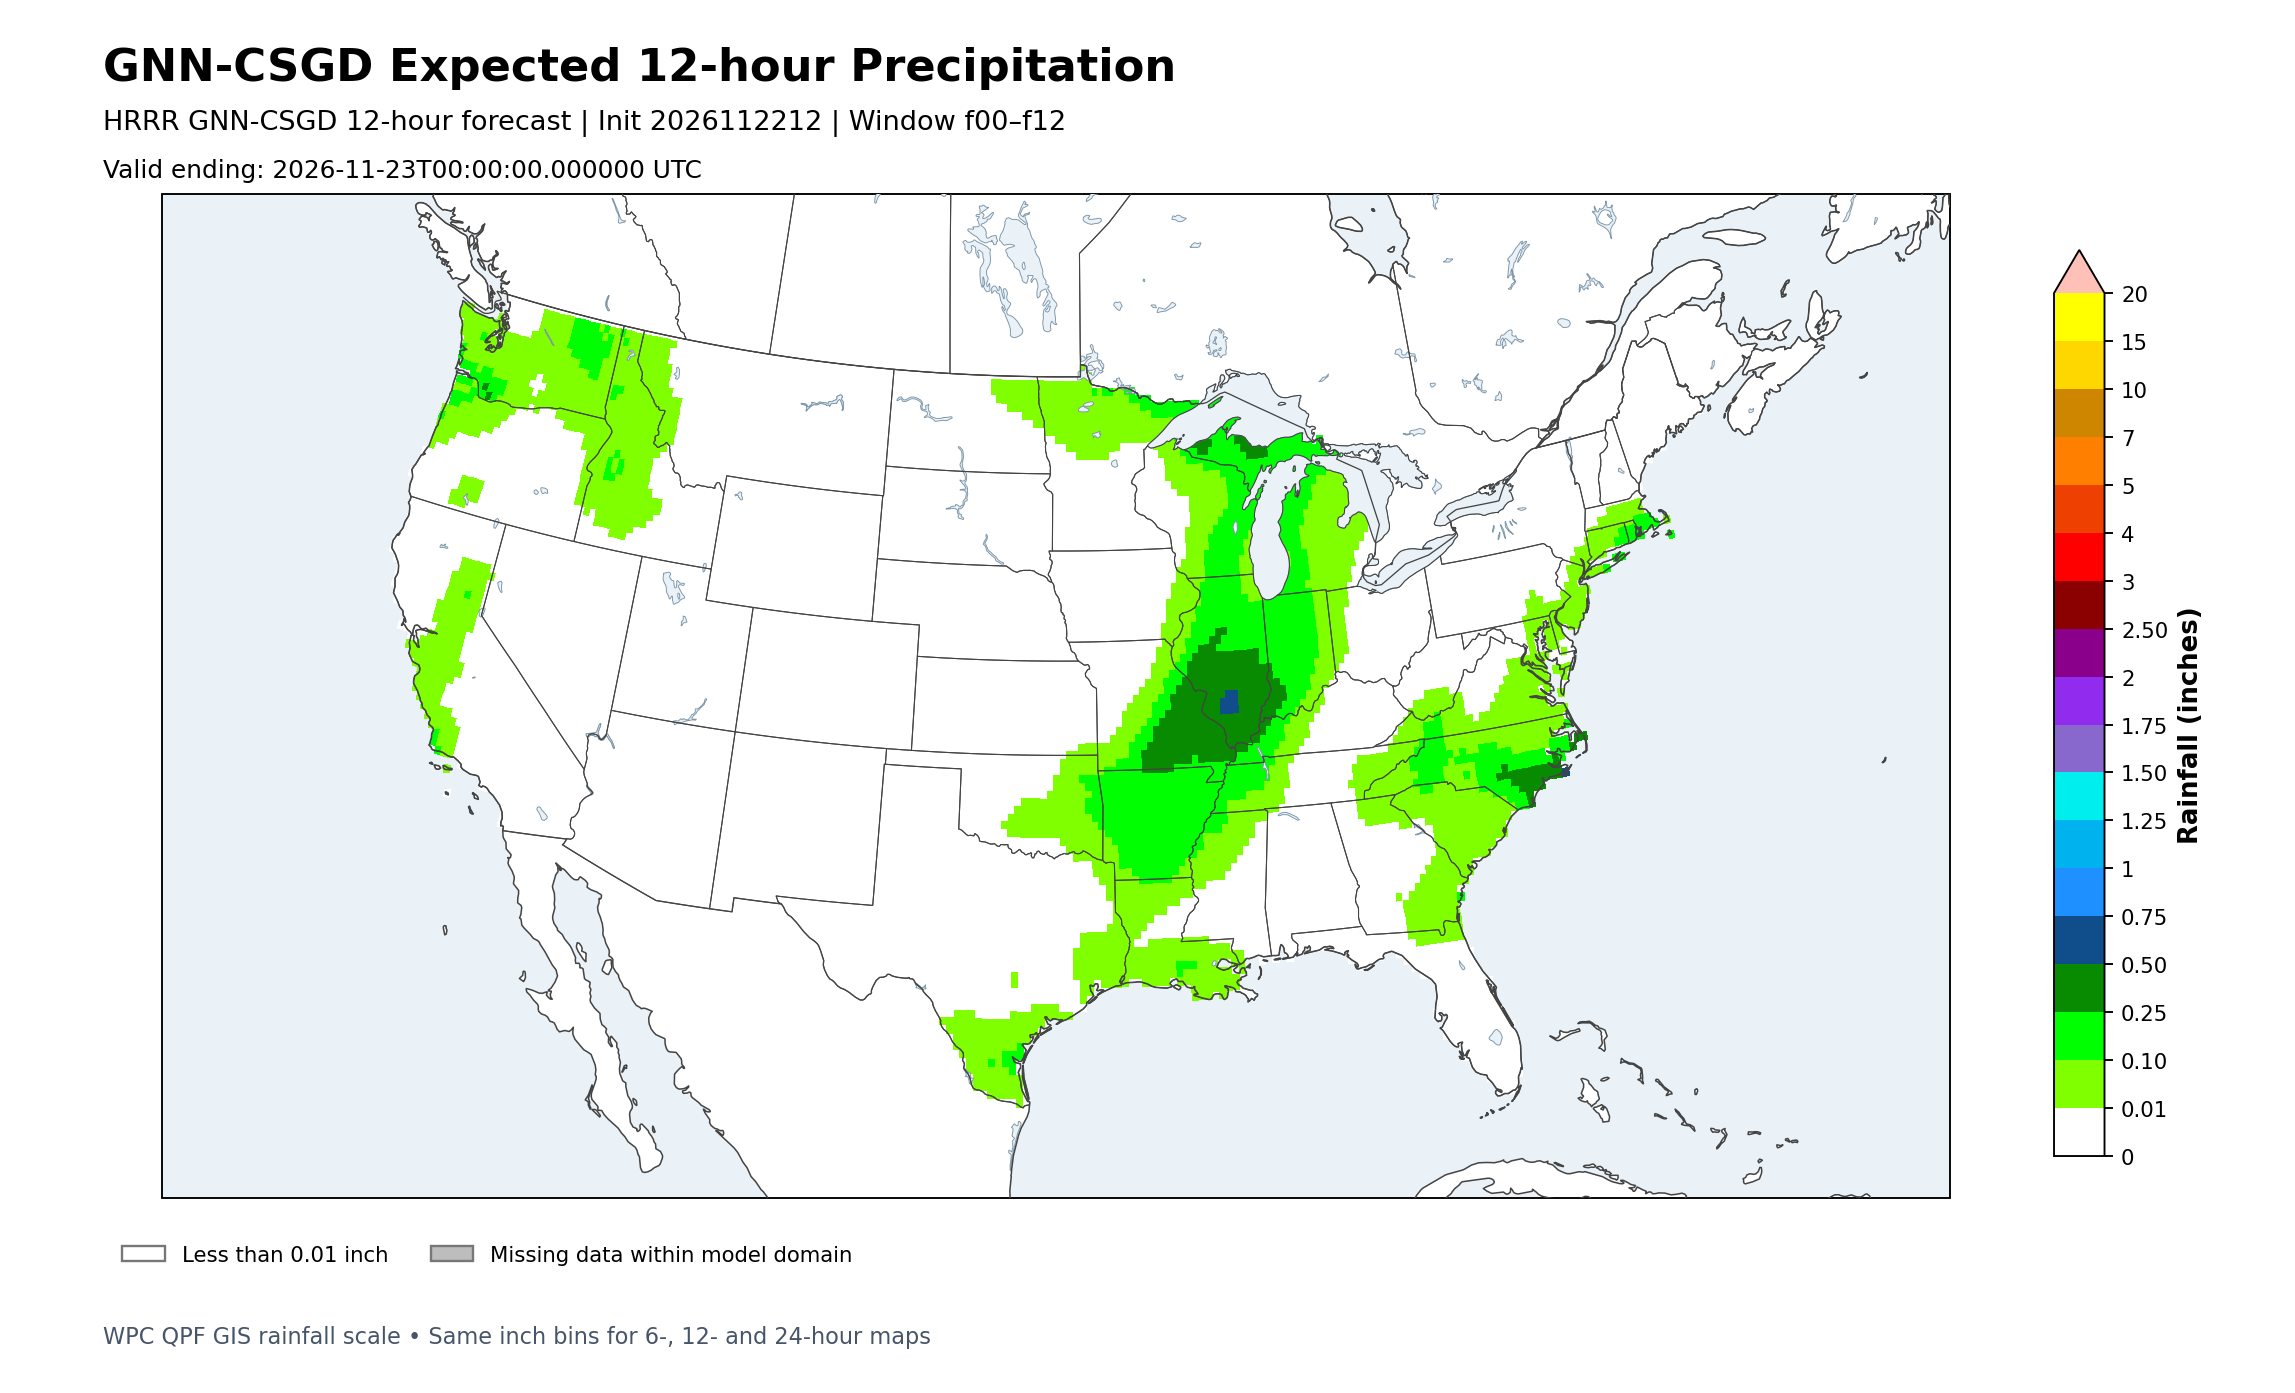 GNN-CSGD Expected 12-hour Precipitation
HRRR GNN-CSGD 12-hour forecast | Init 2026112212 | Window f00–f12
Valid ending: 2026-11-23T00:00:00.000000 UTC
20
15
10
7
5
4
3
2.50
2
1.75
1.50
1.25
1
0.75
0.50
0.25
0.10
0.01
0
Rainfall (inches)
Less than 0.01 inch
Missing data within model domain
WPC QPF GIS rainfall scale • Same inch bins for 6-, 12- and 24-hour maps